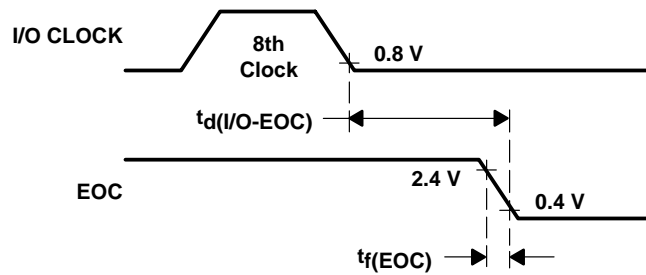 I/O CLOCK
8th
Clock
0.8 V
td(I/O-EOC)
EOC
2.4 V
0.4 V
tf(EOC)